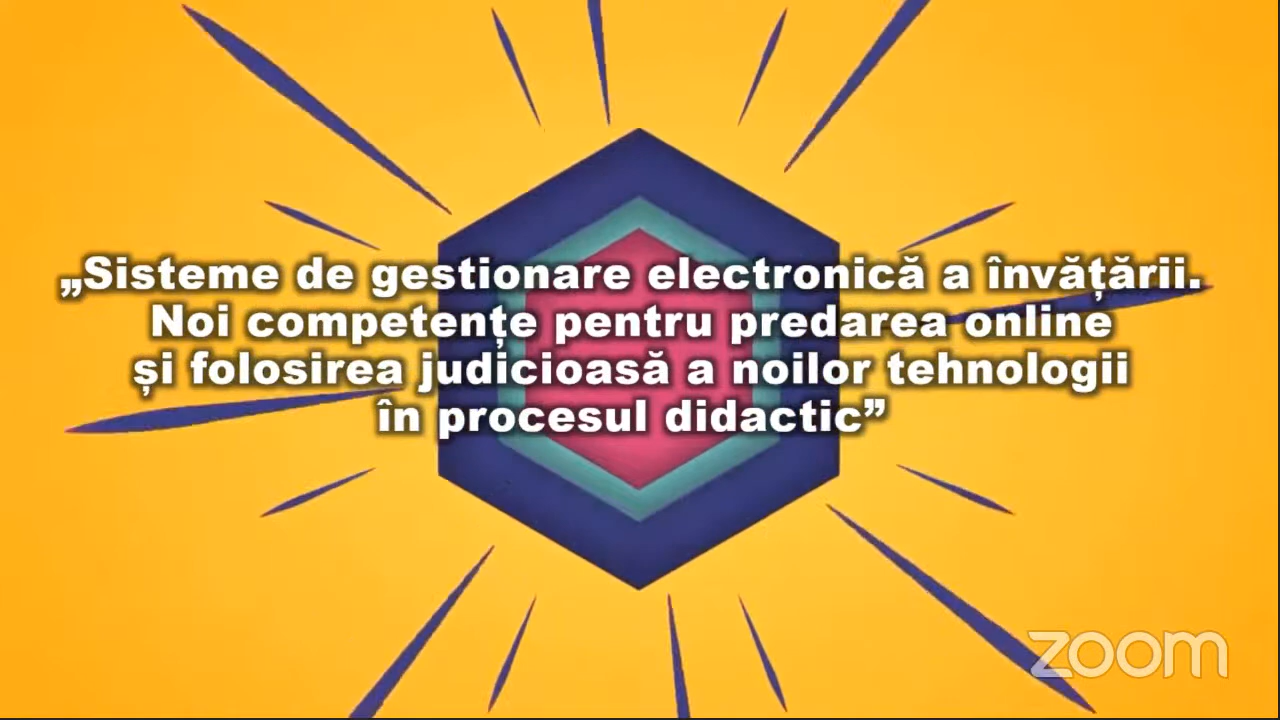 „Sisteme de gestionare electronică a învățării.
Noi competențe pentru predarea online
și folosirea judicioasă a noilor tehnologii
în procesul didactic”
zoom